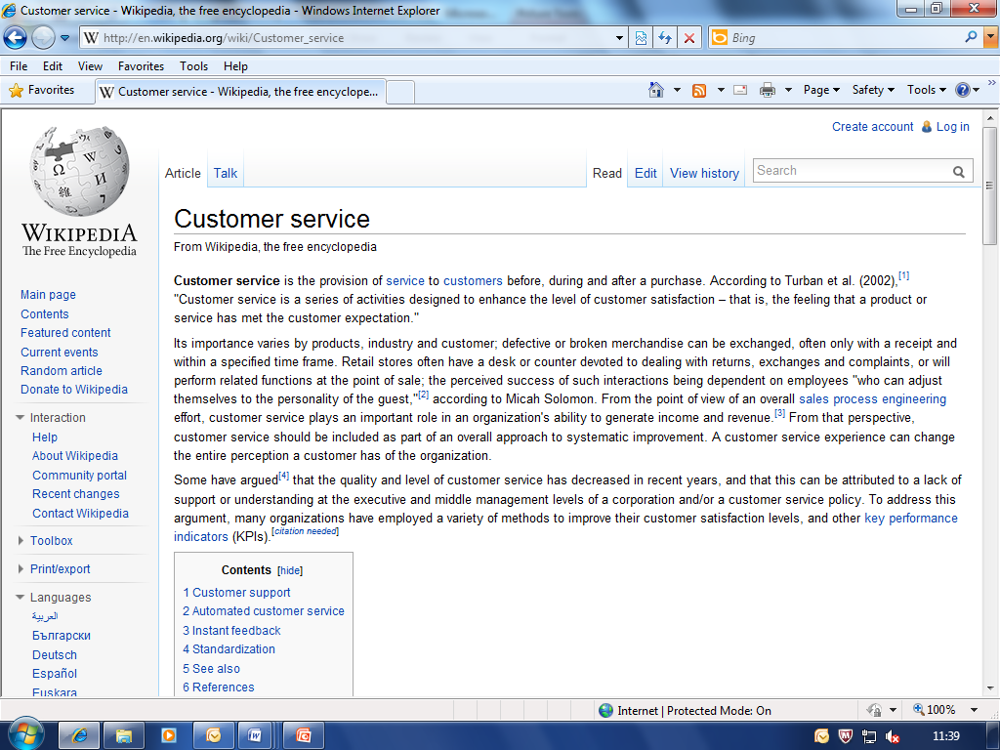 Customer service - Wikipedia, the free encyclopedia - Windows Internet Explorer
http://en.wikipedia.org/wiki/Customer_service
Bing
File Edit View Favorites Tools Help
Favorites
Customer service - Wikipedia, the free encyclope...
Page Safety Tools
Create account Log in
Article Talk
Read Edit View history
Search
WIKIPEDIA
The Free Encyclopedia
Main page
Contents
Featured content
Current events
Random article
Donate to Wikipedia
Interaction
Help
About Wikipedia
Community portal
Recent changes
Contact Wikipedia
Toolbox
Print/export
Languages
العربية
Български
Deutsch
Español
Euskara
Customer service
From Wikipedia, the free encyclopedia
Customer service is the provision of service to customers before, during and after a purchase. According to Turban et al. (2002),[1]
"Customer service is a series of activities designed to enhance the level of customer satisfaction – that is, the feeling that a product or
service has met the customer expectation."
Its importance varies by products, industry and customer; defective or broken merchandise can be exchanged, often only with a receipt and
within a specified time frame. Retail stores often have a desk or counter devoted to dealing with returns, exchanges and complaints, or will
perform related functions at the point of sale; the perceived success of such interactions being dependent on employees "who can adjust
themselves to the personality of the guest,"[2] according to Micah Solomon. From the point of view of an overall sales process engineering
effort, customer service plays an important role in an organization's ability to generate income and revenue.[3] From that perspective,
customer service should be included as part of an overall approach to systematic improvement. A customer service experience can change
the entire perception a customer has of the organization.
Some have argued[4] that the quality and level of customer service has decreased in recent years, and that this can be attributed to a lack of
support or understanding at the executive and middle management levels of a corporation and/or a customer service policy. To address this
argument, many organizations have employed a variety of methods to improve their customer satisfaction levels, and other key performance
indicators (KPIs).[citation needed]
Contents [hide]
1 Customer support
2 Automated customer service
3 Instant feedback
4 Standardization
5 See also
6 References
Internet | Protected Mode: On
100%
11:39